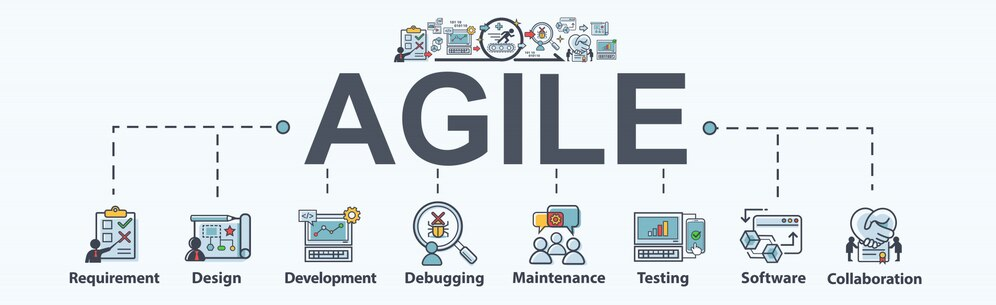 AGILE
Requirement
Design
Development
Debugging
Maintenance
Testing
Software
Collaboration